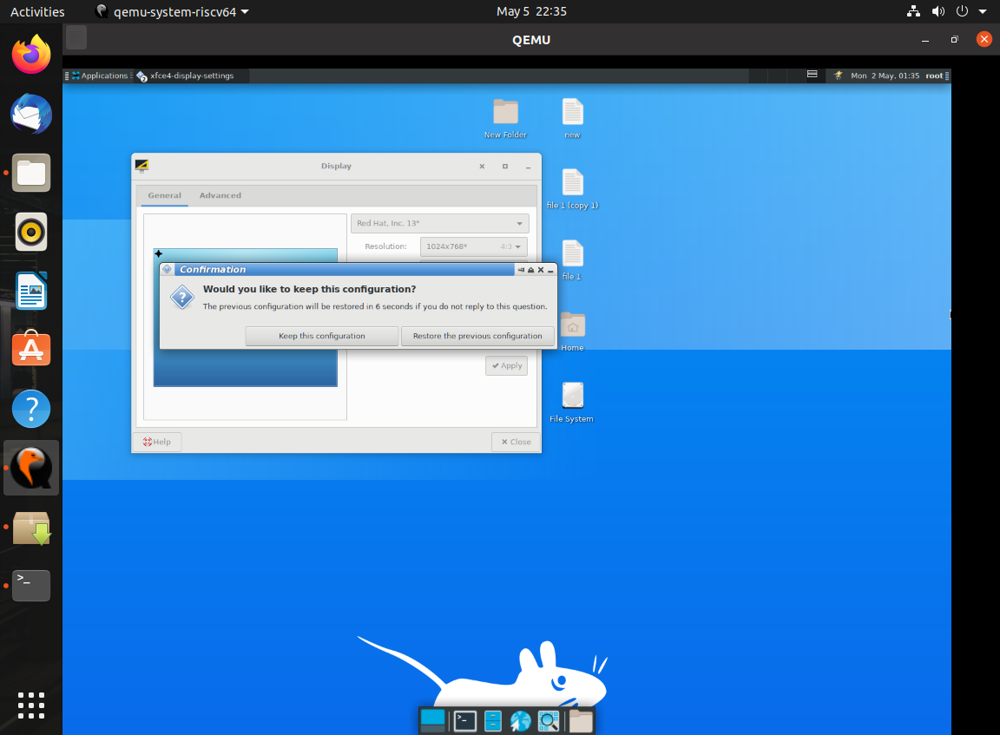 Activities
qemu-system-riscv64
May 5 22:35
QEMU
Applications
2
xfce4-display-settings
Mon 2 May, 01:35
root
New Folder
new
Display
General
Advanced
file 1 (copy 1)
Red Hat, Inc. 13"
Resolution:
1024x768*
4:3
file 1
Confirmation
Would you like to keep this configuration?
The previous configuration will be restored in 6 seconds if you do not reply to this question.
Keep this configuration
Restore the previous configuration
Home
Apply
File System
Help
Close